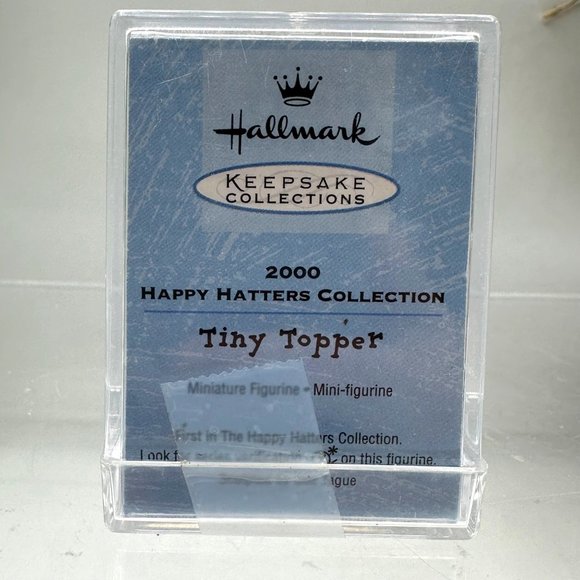 Hallmark
KEEPSAKE
COLLECTIONS
2000
HAPPY HATTERS COLLECTION
Tiny Topper
Miniature Figurine • Mini-figurine
First in The Happy Hatters Collection.
Look on this figurine.